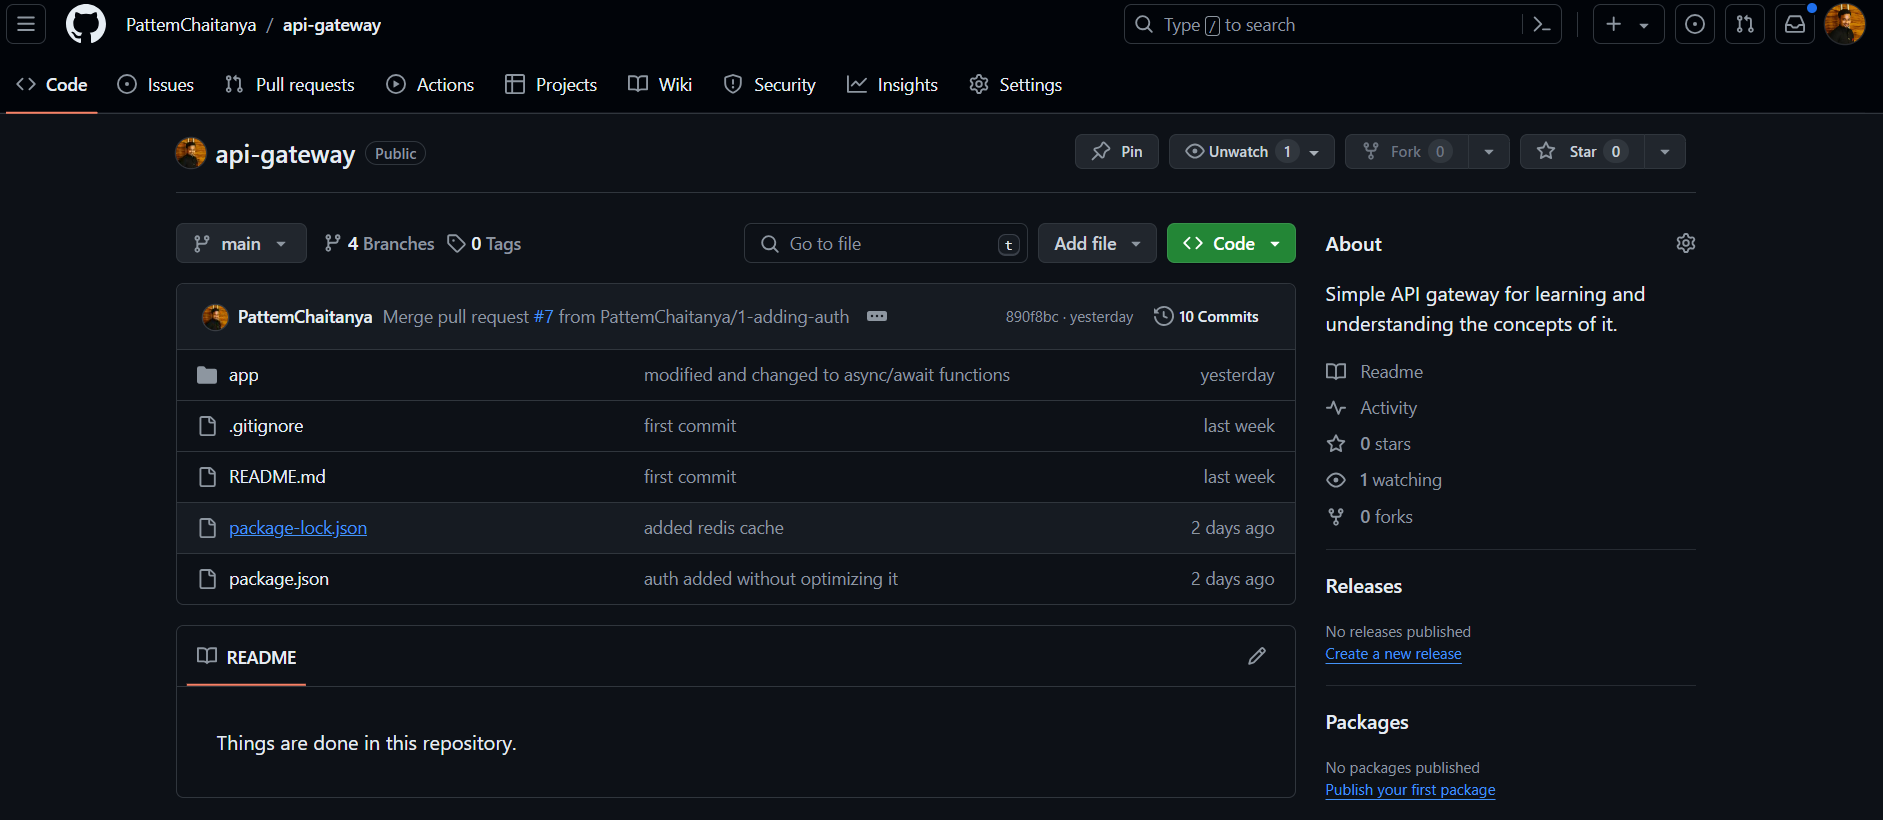 PattemChaitanya / api-gateway
Type / to search
Code Issues Pull requests Actions Projects Wiki Security Insights Settings
api-gateway Public
Pin Unwatch 1 Fork 0 Star 0
main 4 Branches 0 Tags
Go to file t Add file Code
PattemChaitanya Merge pull request #7 from PattemChaitanya/1-adding-auth 890f8bc · yesterday 10 Commits
app modified and changed to async/await functions yesterday
.gitignore first commit last week
README.md first commit last week
package-lock.json added redis cache 2 days ago
package.json auth added without optimizing it 2 days ago
README
Things are done in this repository.
About
Simple API gateway for learning and
understanding the concepts of it.
Readme
Activity
0 stars
1 watching
0 forks
Releases
No releases published
Create a new release
Packages
No packages published
Publish your first package